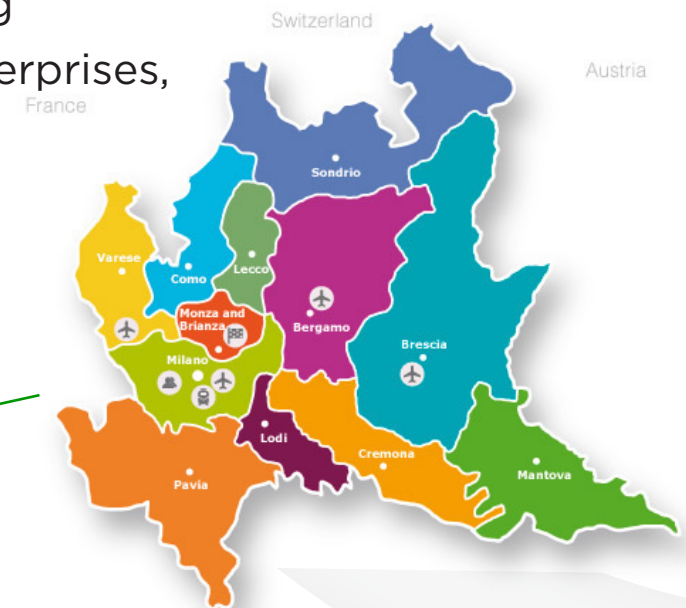 g
Switzerland
erprises,
Austria
France
Sondrio
Varese
Como
Lecco
Monza and
Brianza
Bergamo
Milano
Brescia
Lodi
Cremona
Pavia
Mantova